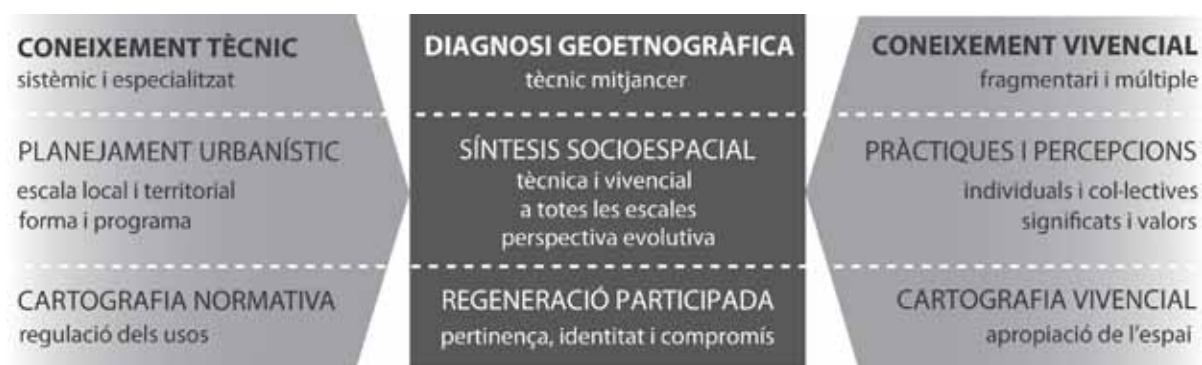 CONEIXEMENT TÈCNIC
sistèmic i especialitzat
PLANEJAMENT URBANÍSTIC
escala local i territorial
forma i programa
CARTOGRAFIA NORMATIVA
regulació dels usos
DIAGNOSI GEOETNOGRÀFICA
tècnic mitjancer
SÍNTESIS SOCIOESPACIAL
tècnica i vivencial
a totes les escales
perspectiva evolutiva
REGENERACIÓ PARTICIPADA
pertinença, identitat i compromís
CONEIXEMENT VIVENCIAL
fragmentari i múltiple
PRÀCTIQUES I PERCEPCIONS
individuals i col·lectives
significats i valors
CARTOGRAFIA VIVENCIAL
apropiació de l'espai